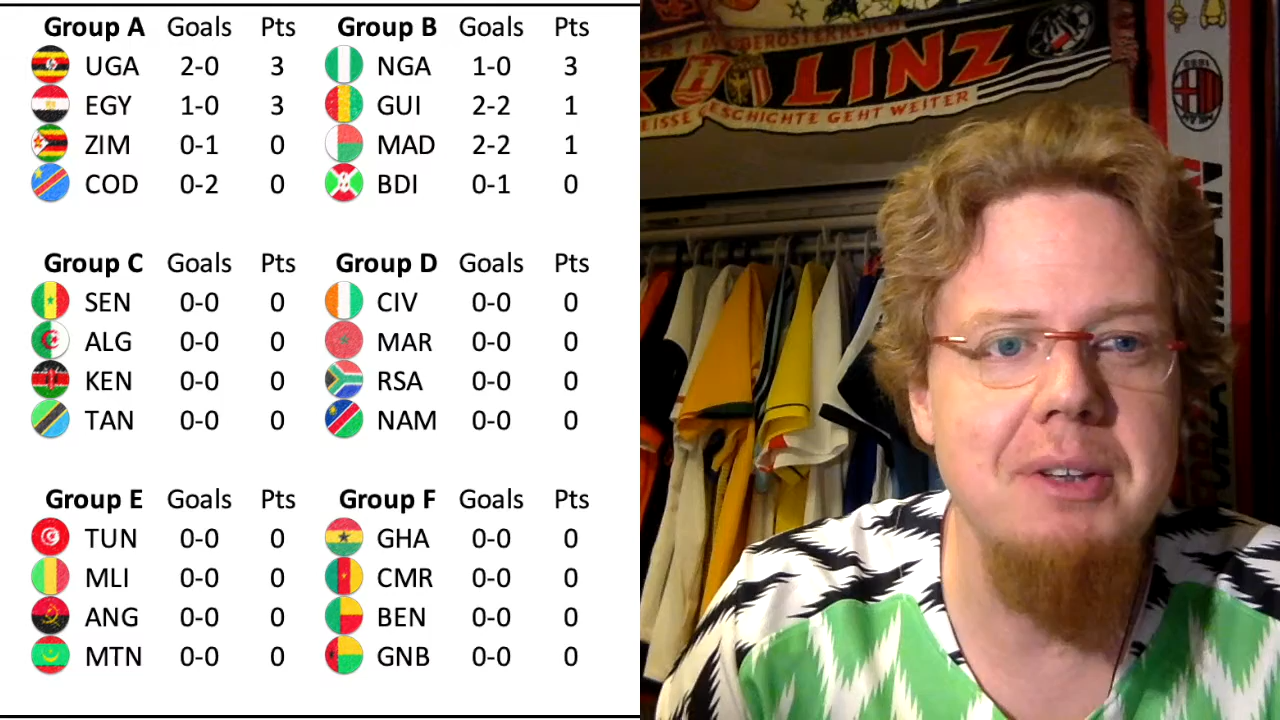 Group A Goals Pts
UGA 2-0 3
EGY 1-0 3
ZIM 0-1 0
COD 0-2 0
Group B Goals Pts
NGA 1-0 3
GUI 2-2 1
MAD 2-2 1
BDI 0-1 0
Group C Goals Pts
SEN 0-0 0
ALG 0-0 0
KEN 0-0 0
TAN 0-0 0
Group D Goals Pts
CIV 0-0 0
MAR 0-0 0
RSA 0-0 0
NAM 0-0 0
Group E Goals Pts
TUN 0-0 0
MLI 0-0 0
ANG 0-0 0
MTN 0-0 0
Group F Goals Pts
GHA 0-0 0
CMR 0-0 0
BEN 0-0 0
GNB 0-0 0
LINZ
GESCHICHTE GEHT WEITER
FORZA